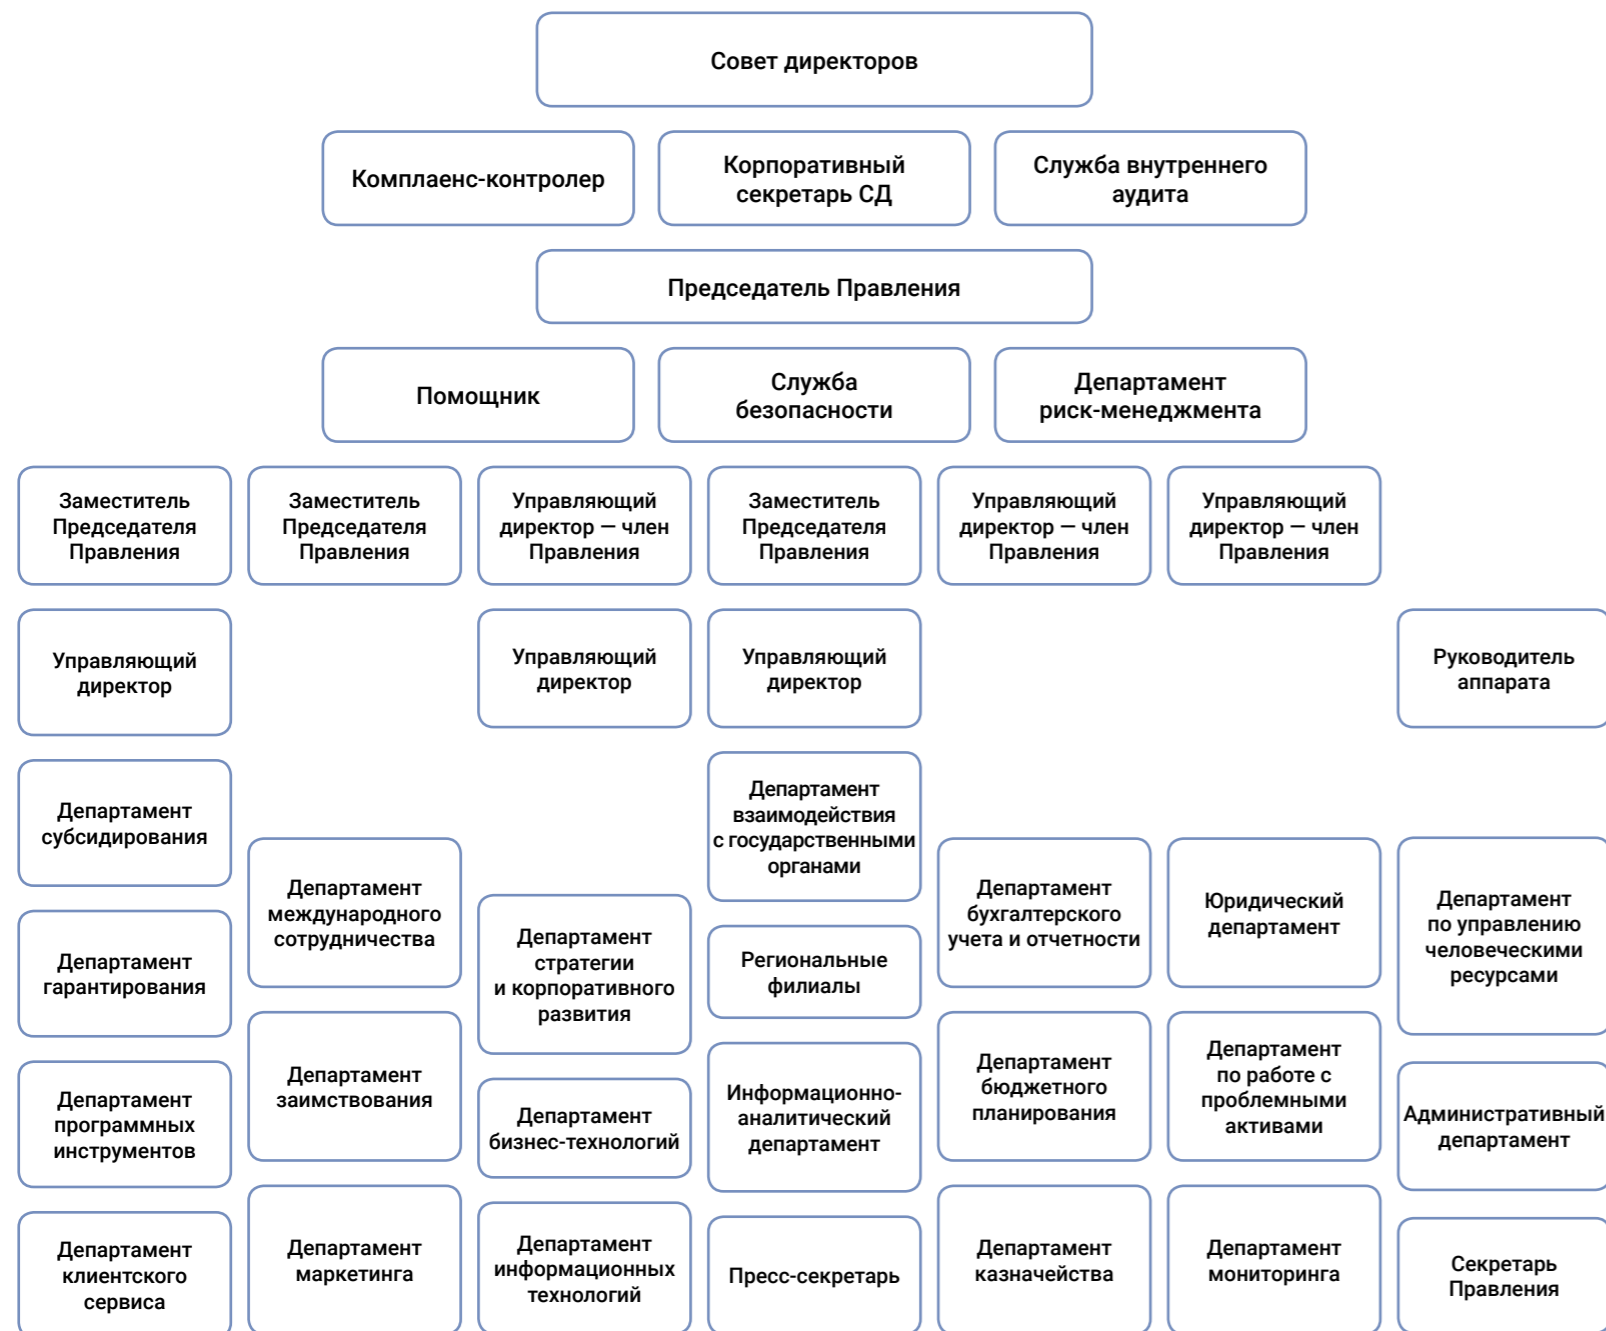 Совет директоров
Комплаенс-контролер
Корпоративный
секретарь СД
Служба внутреннего
аудита
Председатель Правления
Помощник
Служба
безопасности
Департамент
риск-менеджмента
Заместитель
Председателя
Правления
Заместитель
Председателя
Правления
Управляющий
директор — член
Правления
Заместитель
Председателя
Правления
Управляющий
директор — член
Правления
Управляющий
директор — член
Правления
Управляющий
директор
Управляющий
директор
Управляющий
директор
Руководитель
аппарата
Департамент
субсидирования
Департамент
гарантирования
Департамент
программных
инструментов
Департамент
клиентского
сервиса
Департамент
международного
сотрудничества
Департамент
заимствования
Департамент
маркетинга
Департамент
стратегии
и корпоративного
развития
Департамент
бизнес-технологий
Департамент
информационных
технологий
Департамент
взаимодействия
с государственными
органами
Региональные
филиалы
Информационно-
аналитический
департамент
Пресс-секретарь
Департамент
бухгалтерского
учета и отчетности
Департамент
бюджетного
планирования
Департамент
казначейства
Юридический
департамент
Департамент
по работе с
проблемными
активами
Департамент
мониторинга
Департамент
по управлению
человеческими
ресурсами
Административный
департамент
Секретарь
Правления